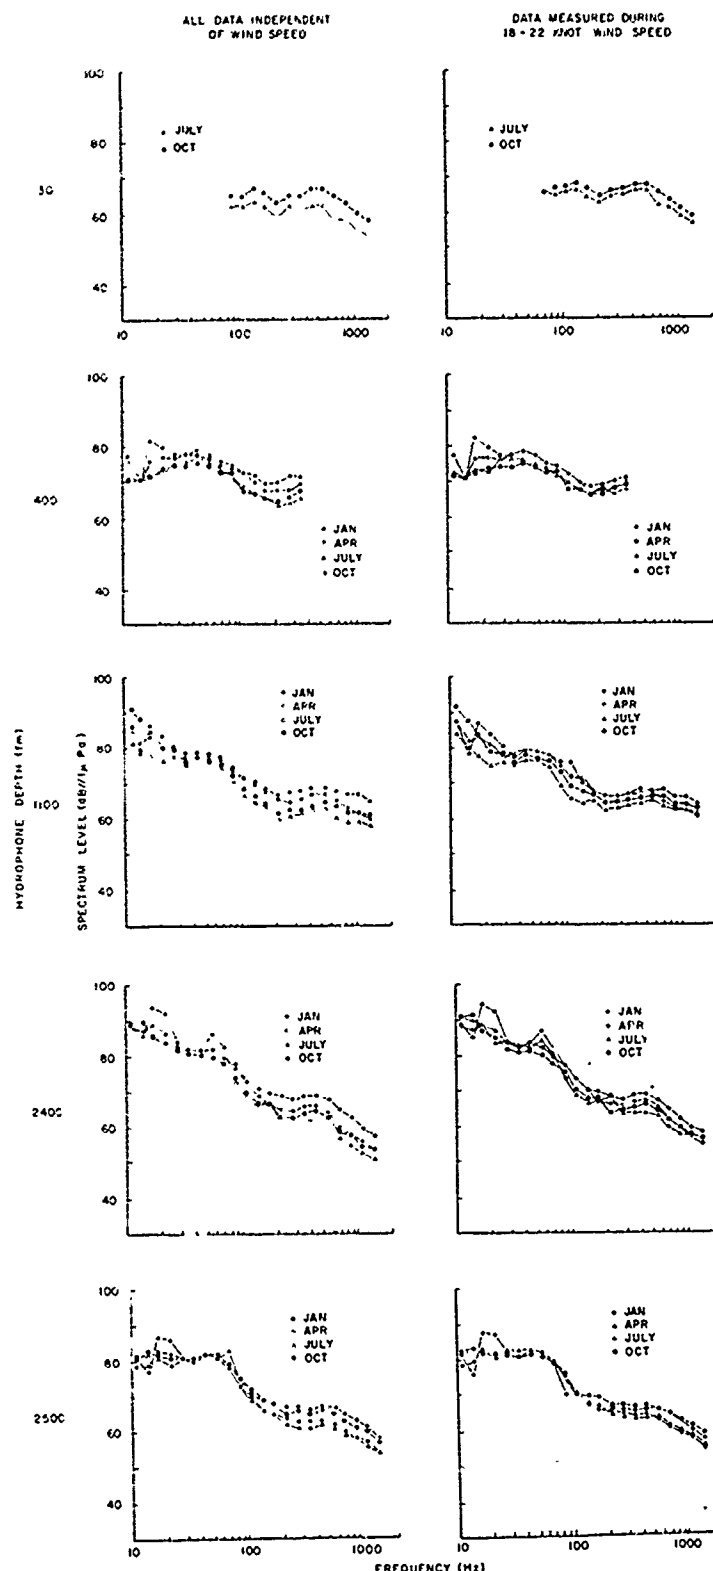 ALL DATA INDEPENDENT
OF WIND SPEED
DATA MEASURED DURING
18-22 KNOT WIND SPEED
100
80
60
40
10
100
1000
JULY
OCT
10
100
1000
JULY
OCT
400
100
80
60
40
JAN
APR
JULY
OCT
JAN
APR
JULY
OCT
HYDROPHONE DEPTH (fm)
SPECTRUM LEVEL (dB//1μ Pa)
1100
100
80
60
40
JAN
APR
JULY
OCT
JAN
APR
JULY
OCT
2400
100
80
60
40
JAN
APR
JULY
OCT
JAN
APR
JULY
OCT
2500
100
80
60
40
10
100
1000
JAN
APR
JULY
OCT
10
100
1000
JAN
APR
JULY
OCT
FREQUENCY (Hz)